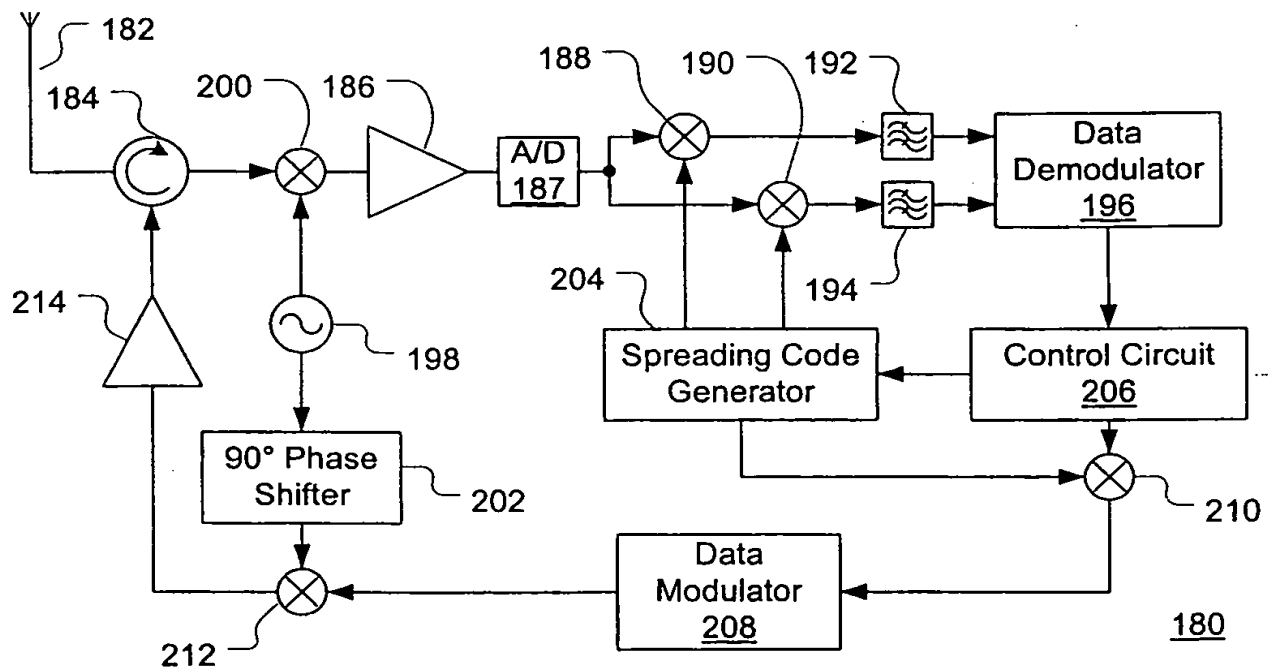 182
184
200
186
188
190
192
A/D
187
Data
Demodulator
196
194
204
214
198
Spreading Code
Generator
Control Circuit
206
90° Phase
Shifter
202
210
Data
Modulator
208
212
180